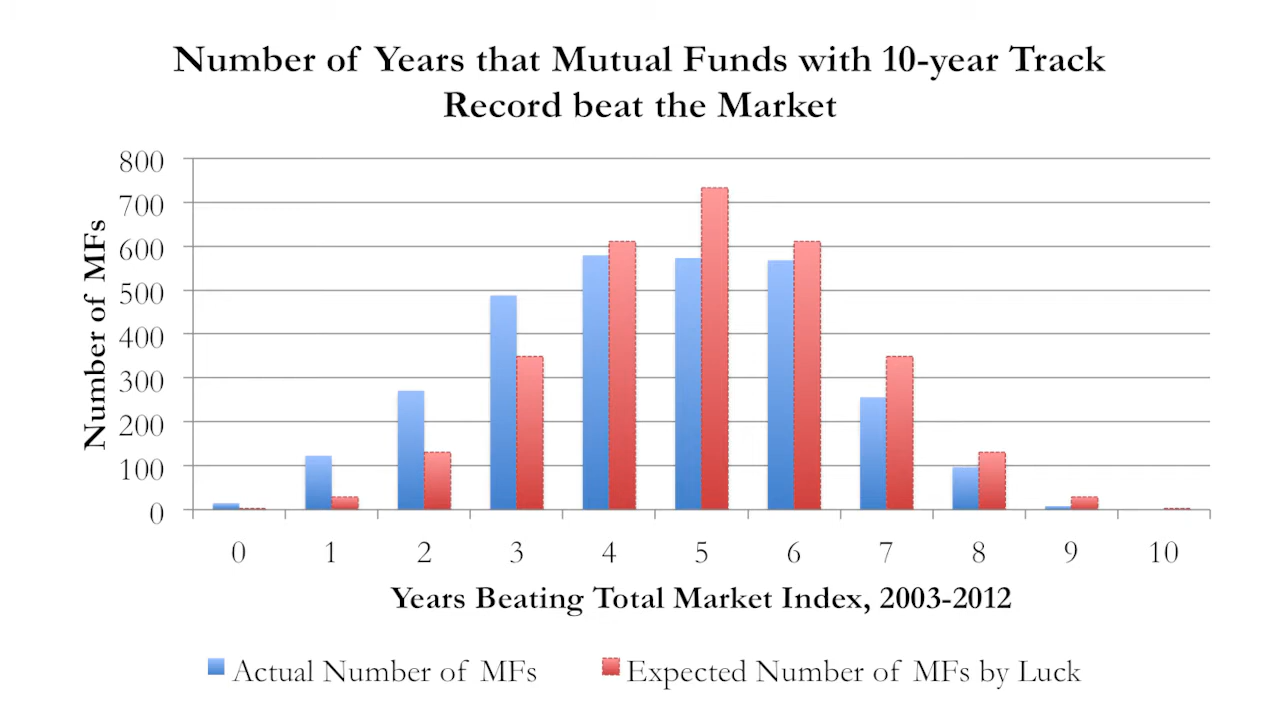 Number of Years that Mutual Funds with 10-year Track
Record beat the Market
Number of MFs
800
700
600
500
400
300
200
100
0
0 1 2 3 4 5 6 7 8 9 10
Years Beating Total Market Index, 2003-2012
Actual Number of MFs
Expected Number of MFs by Luck